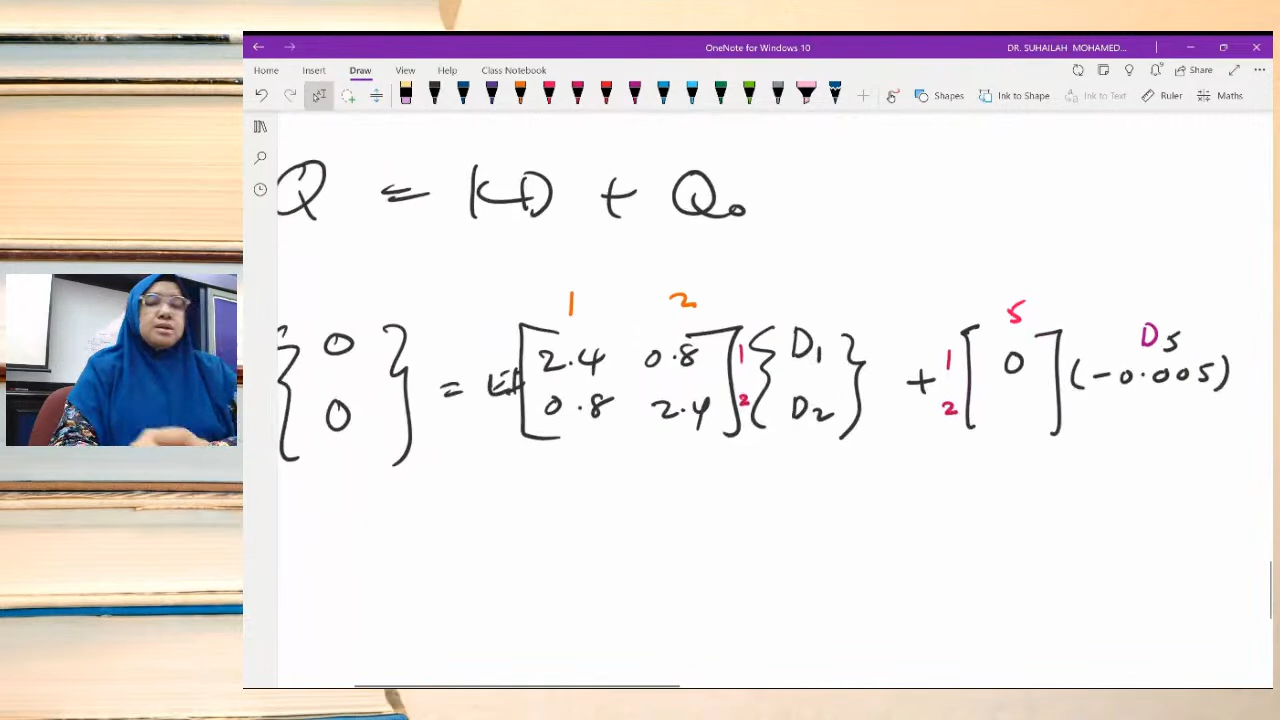 OneNote for Windows 10
DR. SUHAILAH MOHAMED...
Home Insert Draw View Help Class Notebook
Share
Shapes Ink to Shape Ink to Text Ruler Maths
Q = KD + Q₀
1 2 5 D5
{ 0 0 } = EI [ 2.4 0.8 ] 1 { D1 D2 } + 1 [ 0 ] (-0.005)
0.8 2.4 2 2